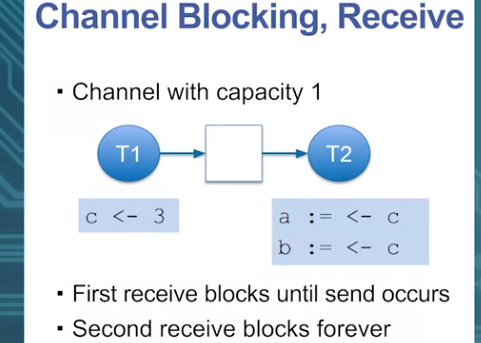 Channel Blocking, Receive
▪ Channel with capacity 1
T1
T2
c <- 3
a := <- c
b := <- c
▪ First receive blocks until send occurs
▪ Second receive blocks forever